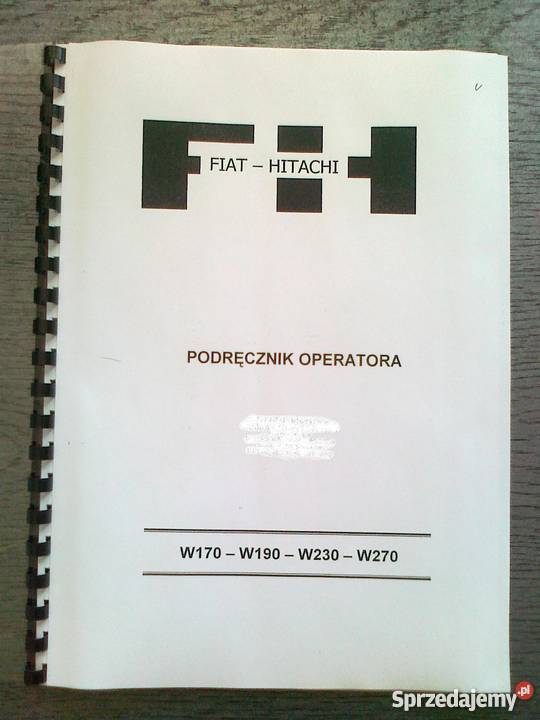 FIAT – HITACHI
PODRĘCZNIK OPERATORA
W170 – W190 – W230 – W270
Sprzedajemy.pl